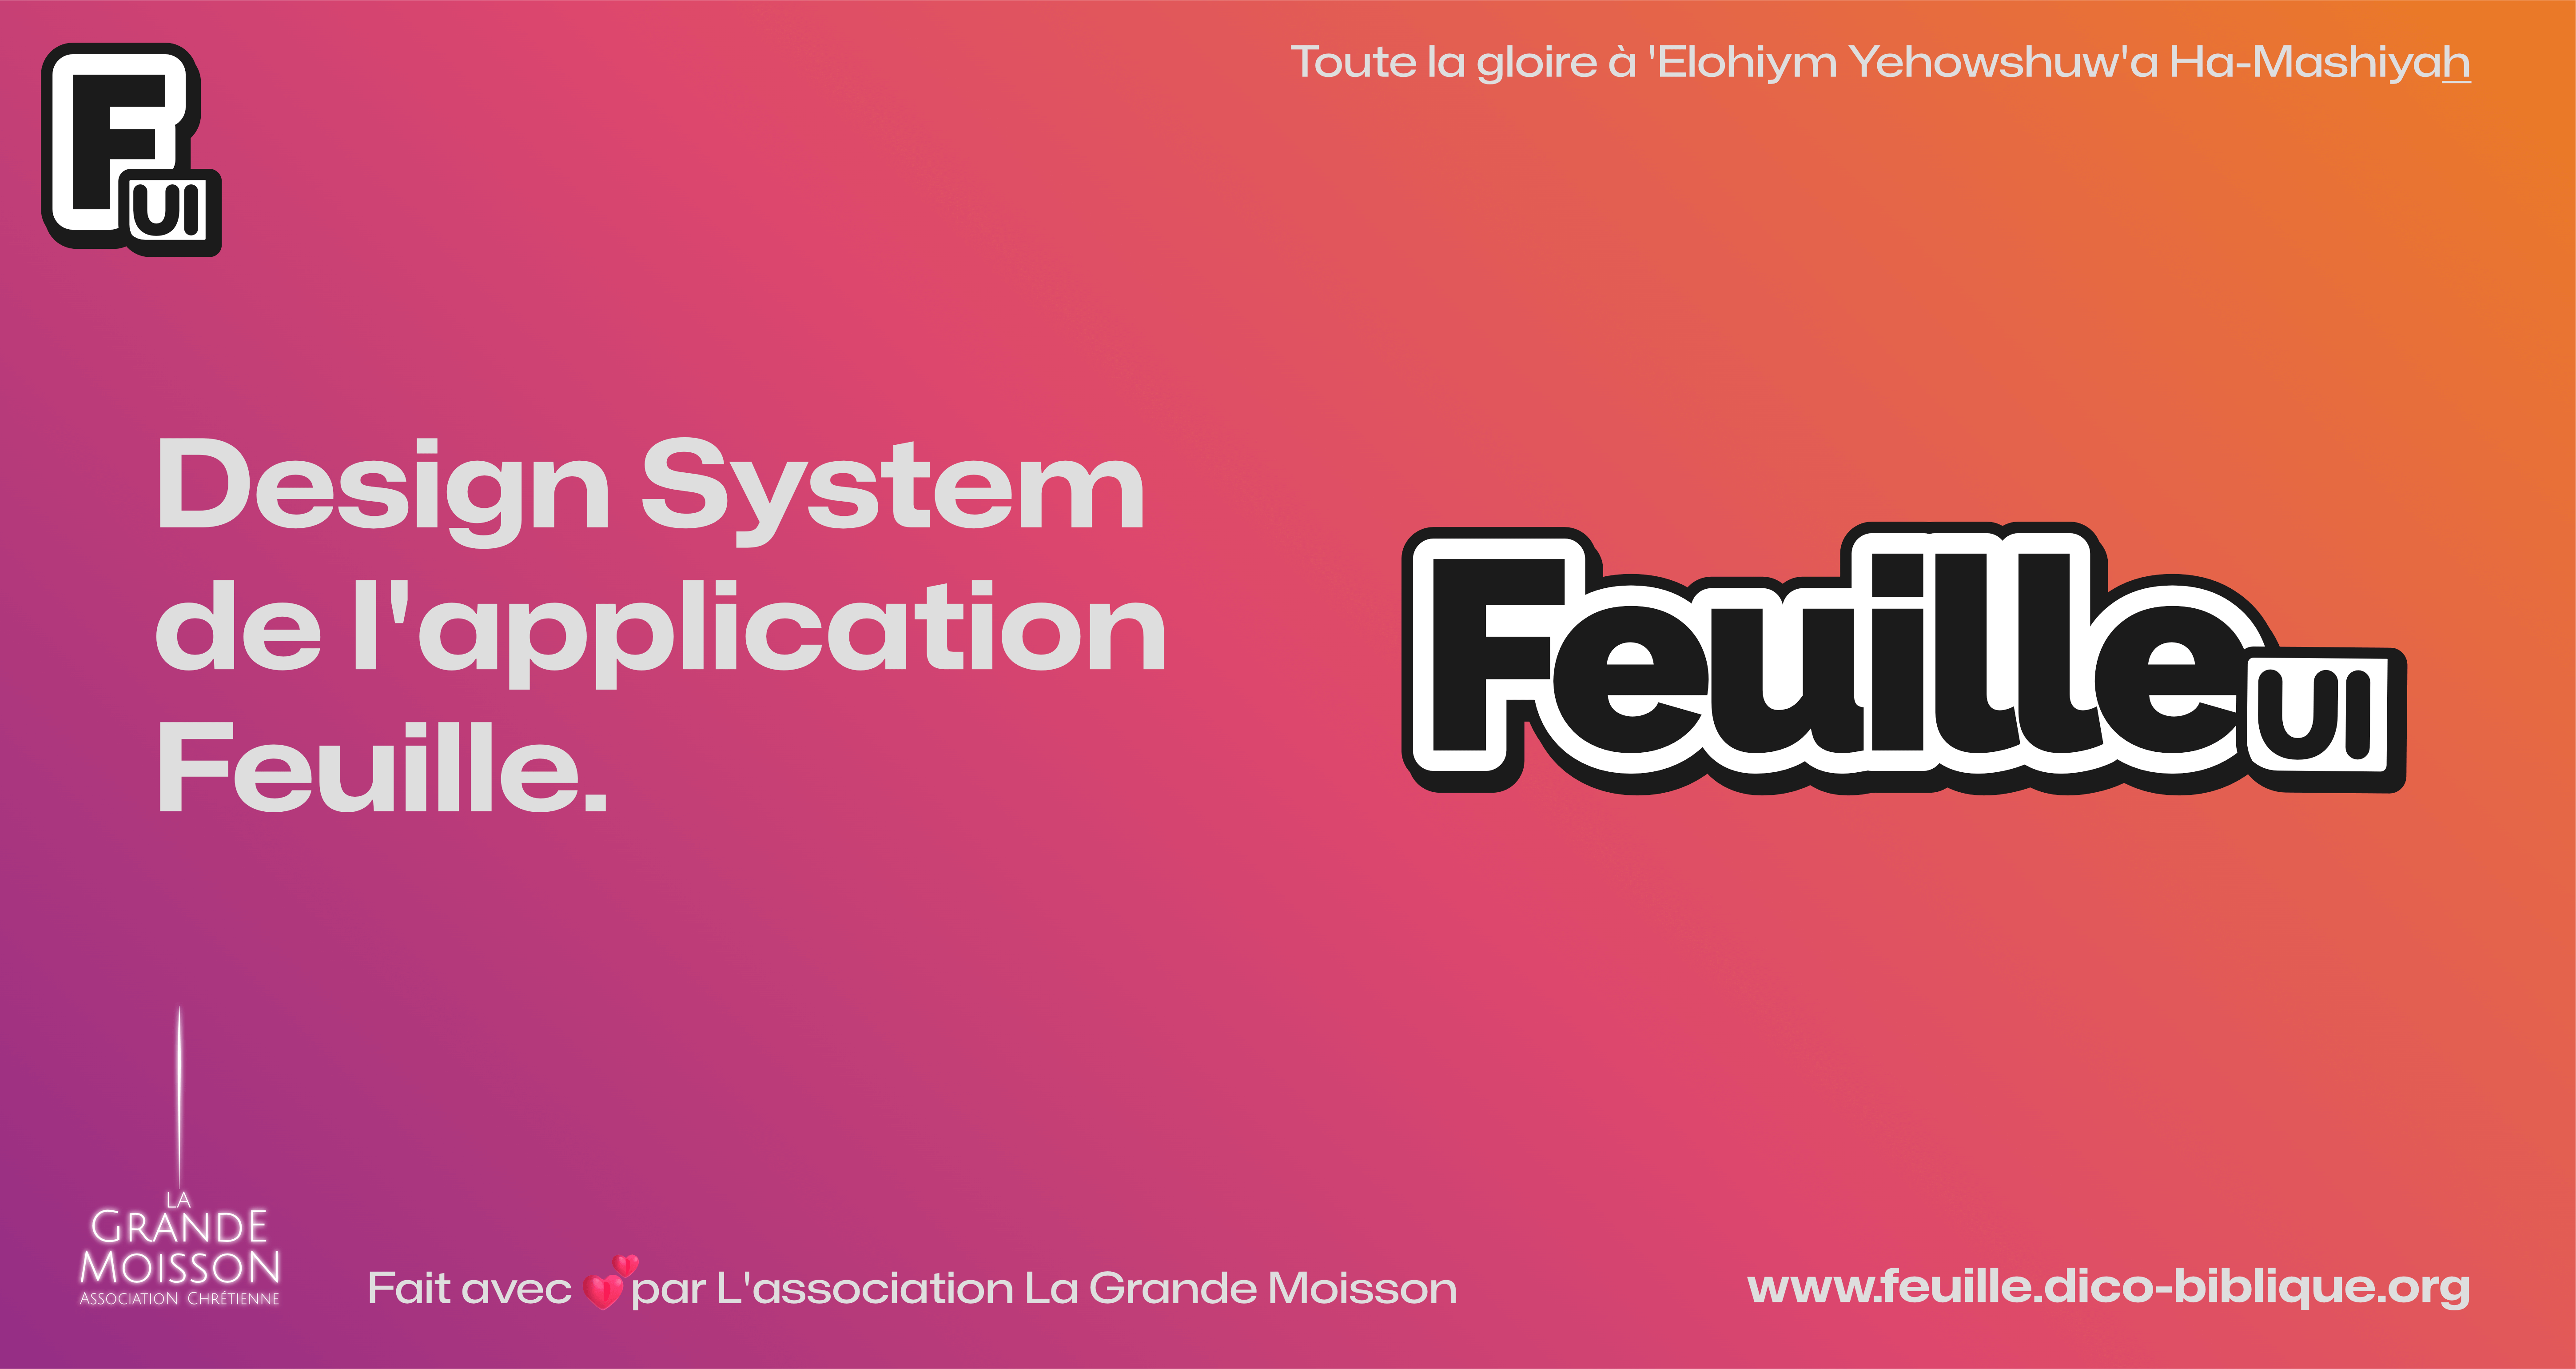 F
UI
Toute la gloire à 'Elohiym Yehowshuw'a Ha-Mashiyaẖ
Design System
de l'application
Feuille.
Feuille UI
LA
GRANDE
MOISSON
ASSOCIATION CHRÉTIENNE
Fait avec 💕 par L'association La Grande Moisson
www.feuille.dico-biblique.org